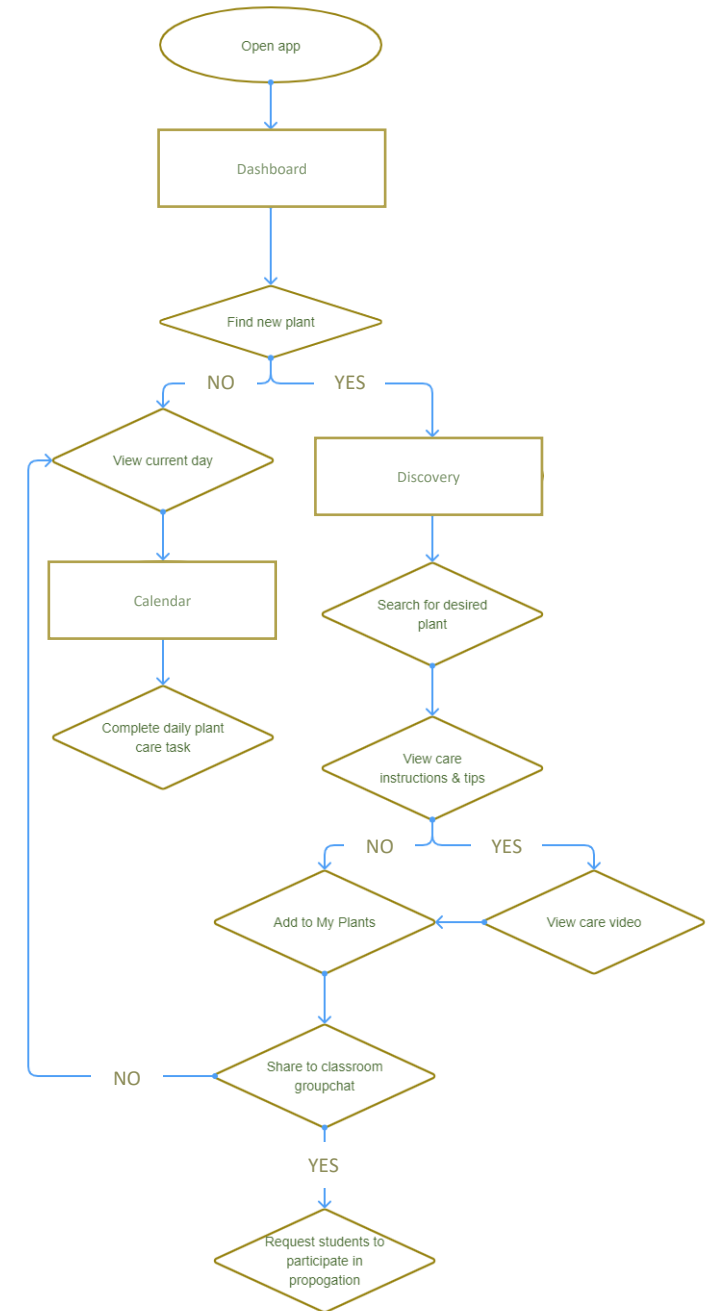 Open app
Dashboard
Find new plant
NO
YES
View current day
Discovery
Calendar
Search for desired
plant
Complete daily plant
care task
View care
instructions & tips
NO
YES
Add to My Plants
View care video
Share to classroom
groupchat
NO
YES
Request students to
participate in
propogation